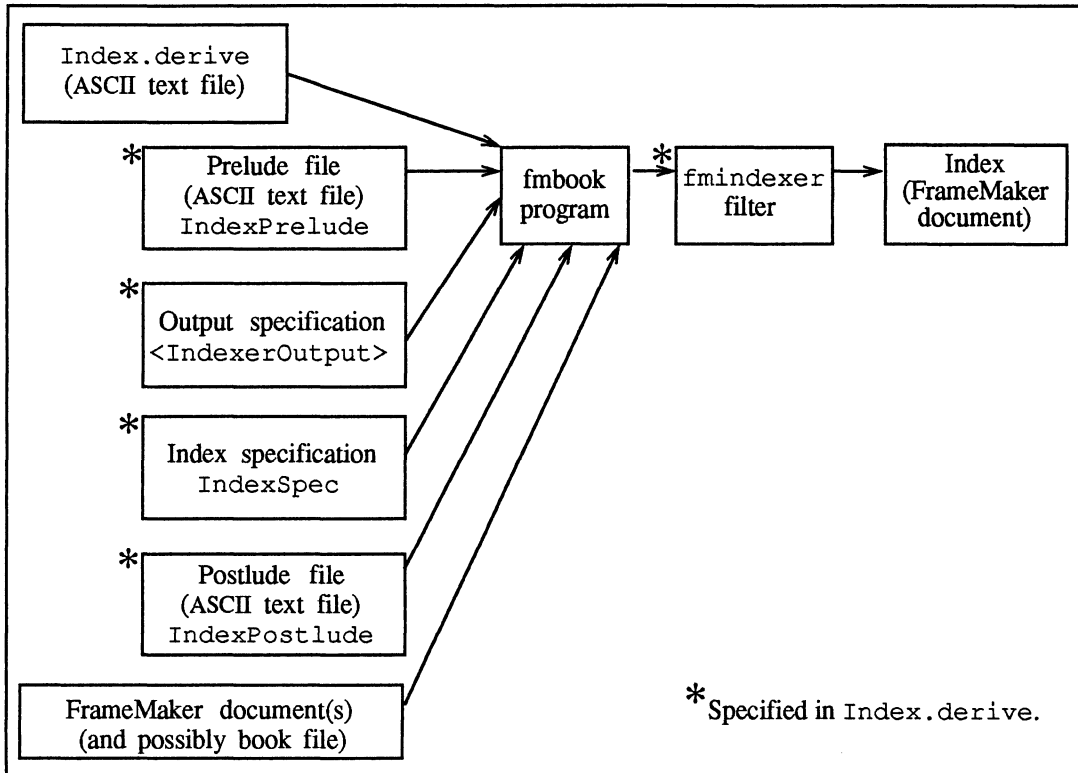 Index.derive
(ASCII text file)
*
Prelude file
(ASCII text file)
IndexPrelude
*
Output specification
<IndexerOutput>
*
Index specification
IndexSpec
*
Postlude file
(ASCII text file)
IndexPostlude
FrameMaker document(s)
(and possibly book file)
fmbook
program
*
fmindexer
filter
Index
(FrameMaker
document)
*Specified in Index.derive.